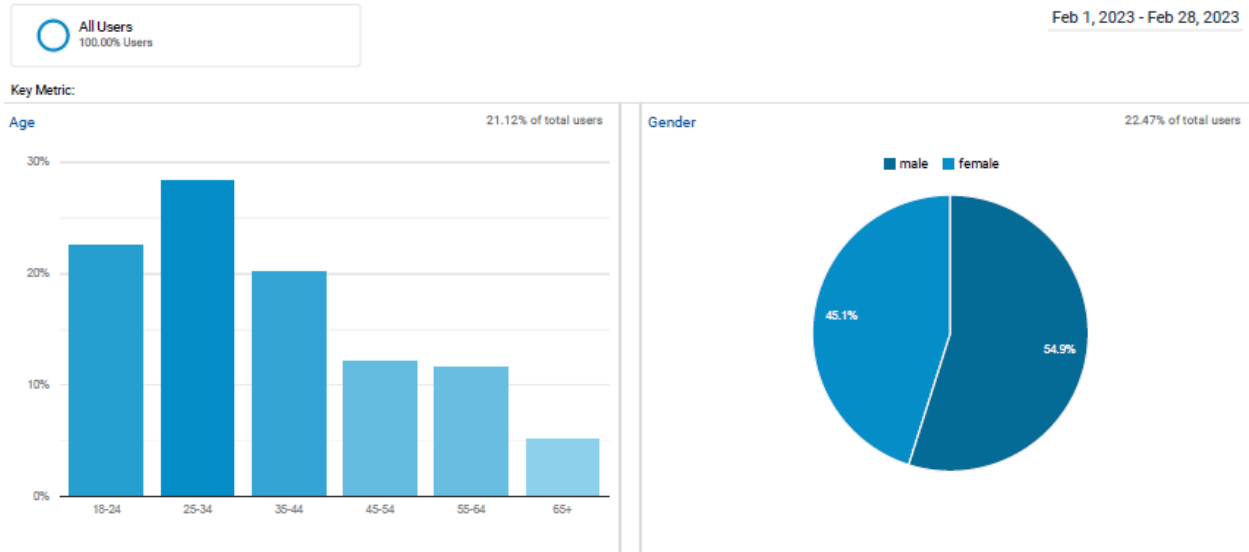 All Users
100.00% Users
Feb 1, 2023 - Feb 28, 2023
Key Metric:
Age
21.12% of total users
30%
20%
10%
0%
18-24 25-34 35-44 45-54 55-64 65+
Gender
22.47% of total users
male female
45.1%
54.9%